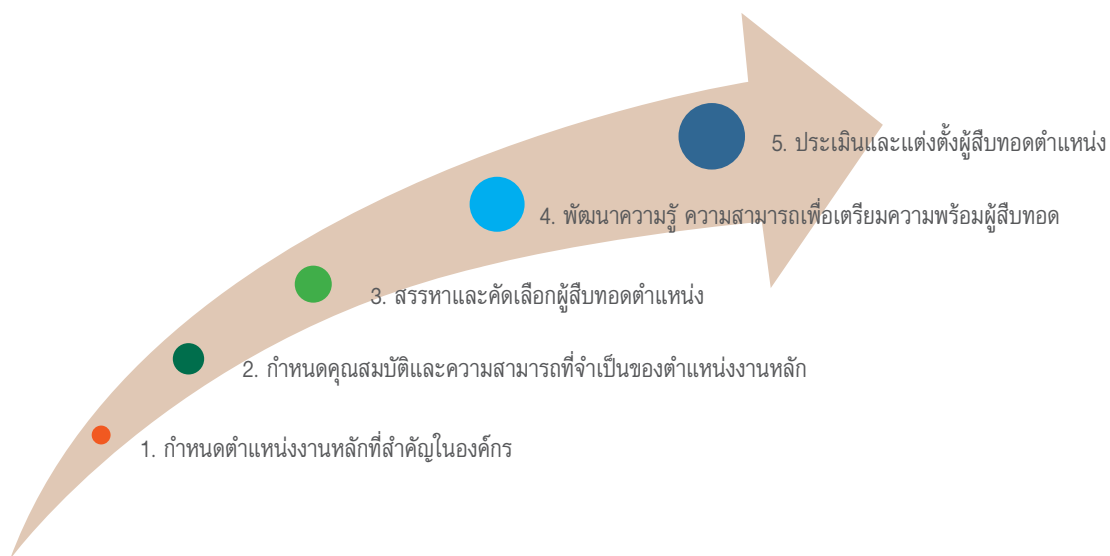 5. ประเมินและแต่งตั้งผู้สืบทอดตำแหน่ง
4. พัฒนาความรู้ ความสามารถเพื่อเตรียมความพร้อมผู้สืบทอด
3. สรรหาและคัดเลือกผู้สืบทอดตำแหน่ง
2. กำหนดคุณสมบัติและความสามารถที่จำเป็นของตำแหน่งงานหลัก
1. กำหนดตำแหน่งงานหลักที่สำคัญในองค์กร